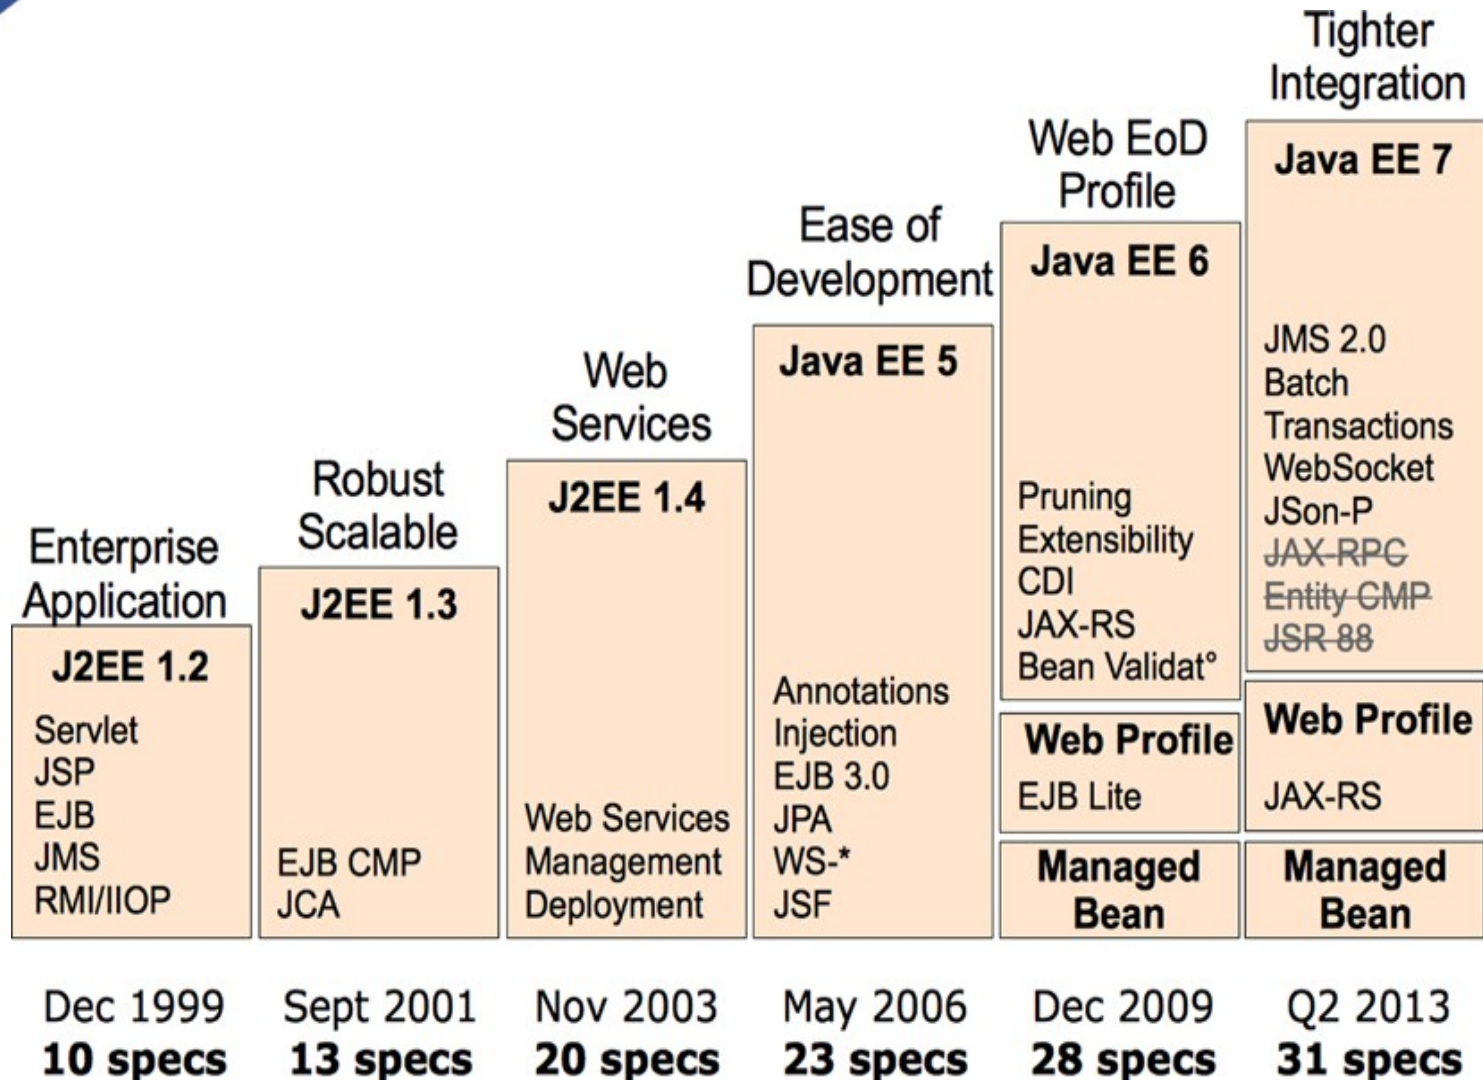 Enterprise
Application
J2EE 1.2
Servlet
JSP
EJB
JMS
RMI/IIOP
Dec 1999
10 specs
Robust
Scalable
J2EE 1.3
EJB CMP
JCA
Sept 2001
13 specs
Web
Services
J2EE 1.4
Web Services
Management
Deployment
Nov 2003
20 specs
Ease of
Development
Java EE 5
Annotations
Injection
EJB 3.0
JPA
WS-*
JSF
May 2006
23 specs
Web EoD
Profile
Java EE 6
Pruning
Extensibility
CDI
JAX-RS
Bean Validat°
Web Profile
EJB Lite
Managed
Bean
Dec 2009
28 specs
Tighter
Integration
Java EE 7
JMS 2.0
Batch
Transactions
WebSocket
JSon-P
JAX-RPC
Entity CMP
JSR 88
Web Profile
JAX-RS
Managed
Bean
Q2 2013
31 specs